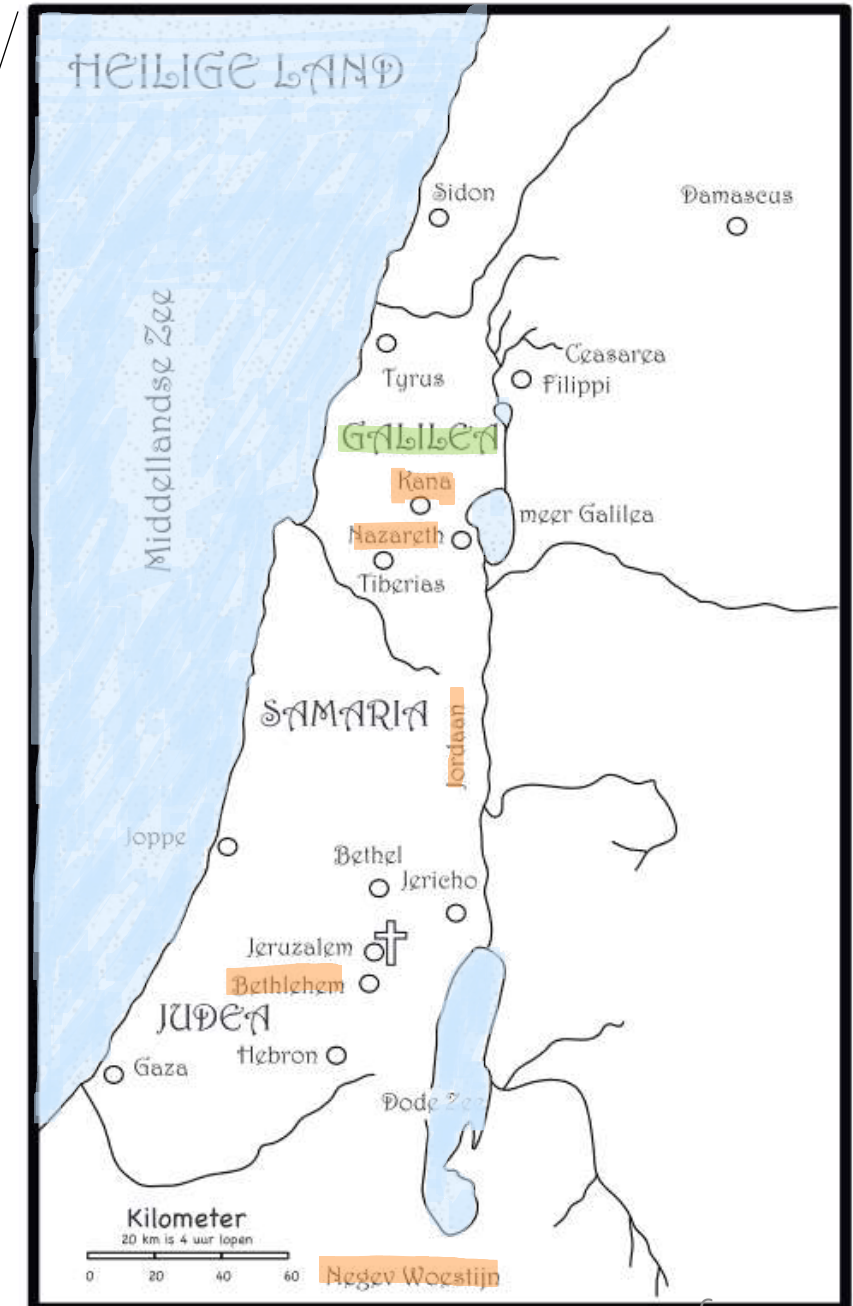 HEILIGE LAND
Sidon
Damascus
Middellandse Zee
Tyrus
Ceasarea
Filippi
GALILEA
Kana
meer Galilea
Nazareth
Tiberias
SAMARIA
Jordaan
Joppe
Bethel
Jericho
Jeruzalem
Bethlehem
JUDEA
Hebron
Gaza
Dode Zee
Kilometer
20 km is 4 uur lopen
0 20 40 60
Negev Woestijn